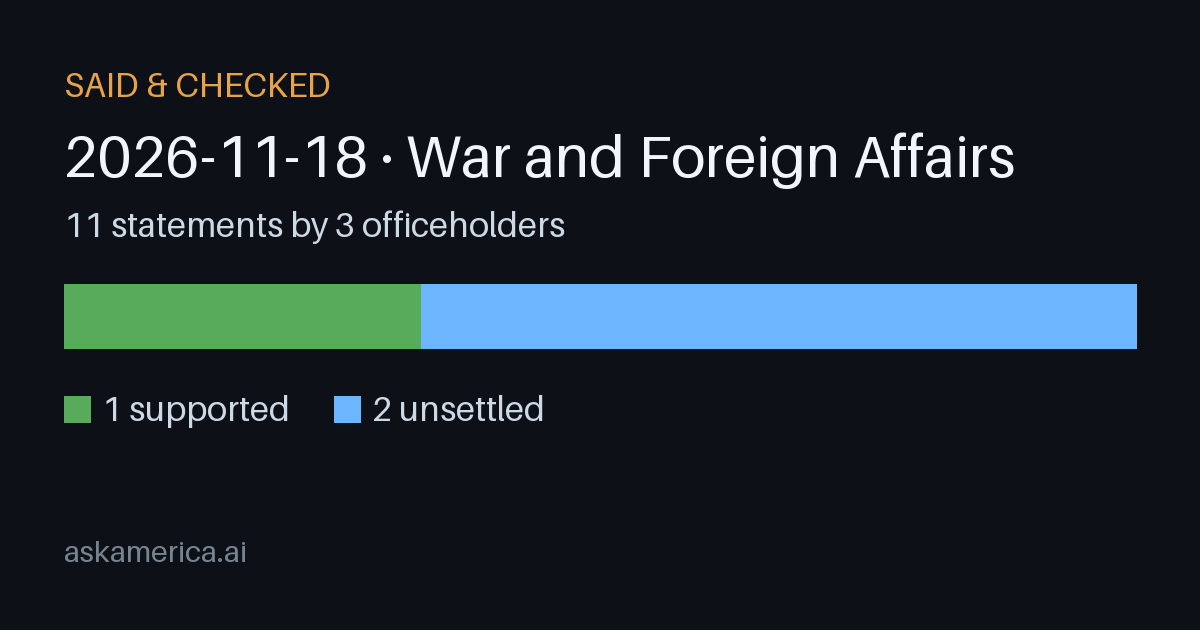 SAID & CHECKED
2026-11-18 · War and Foreign Affairs
11 statements by 3 officeholders
1 supported
2 unsettled
askamerica.ai